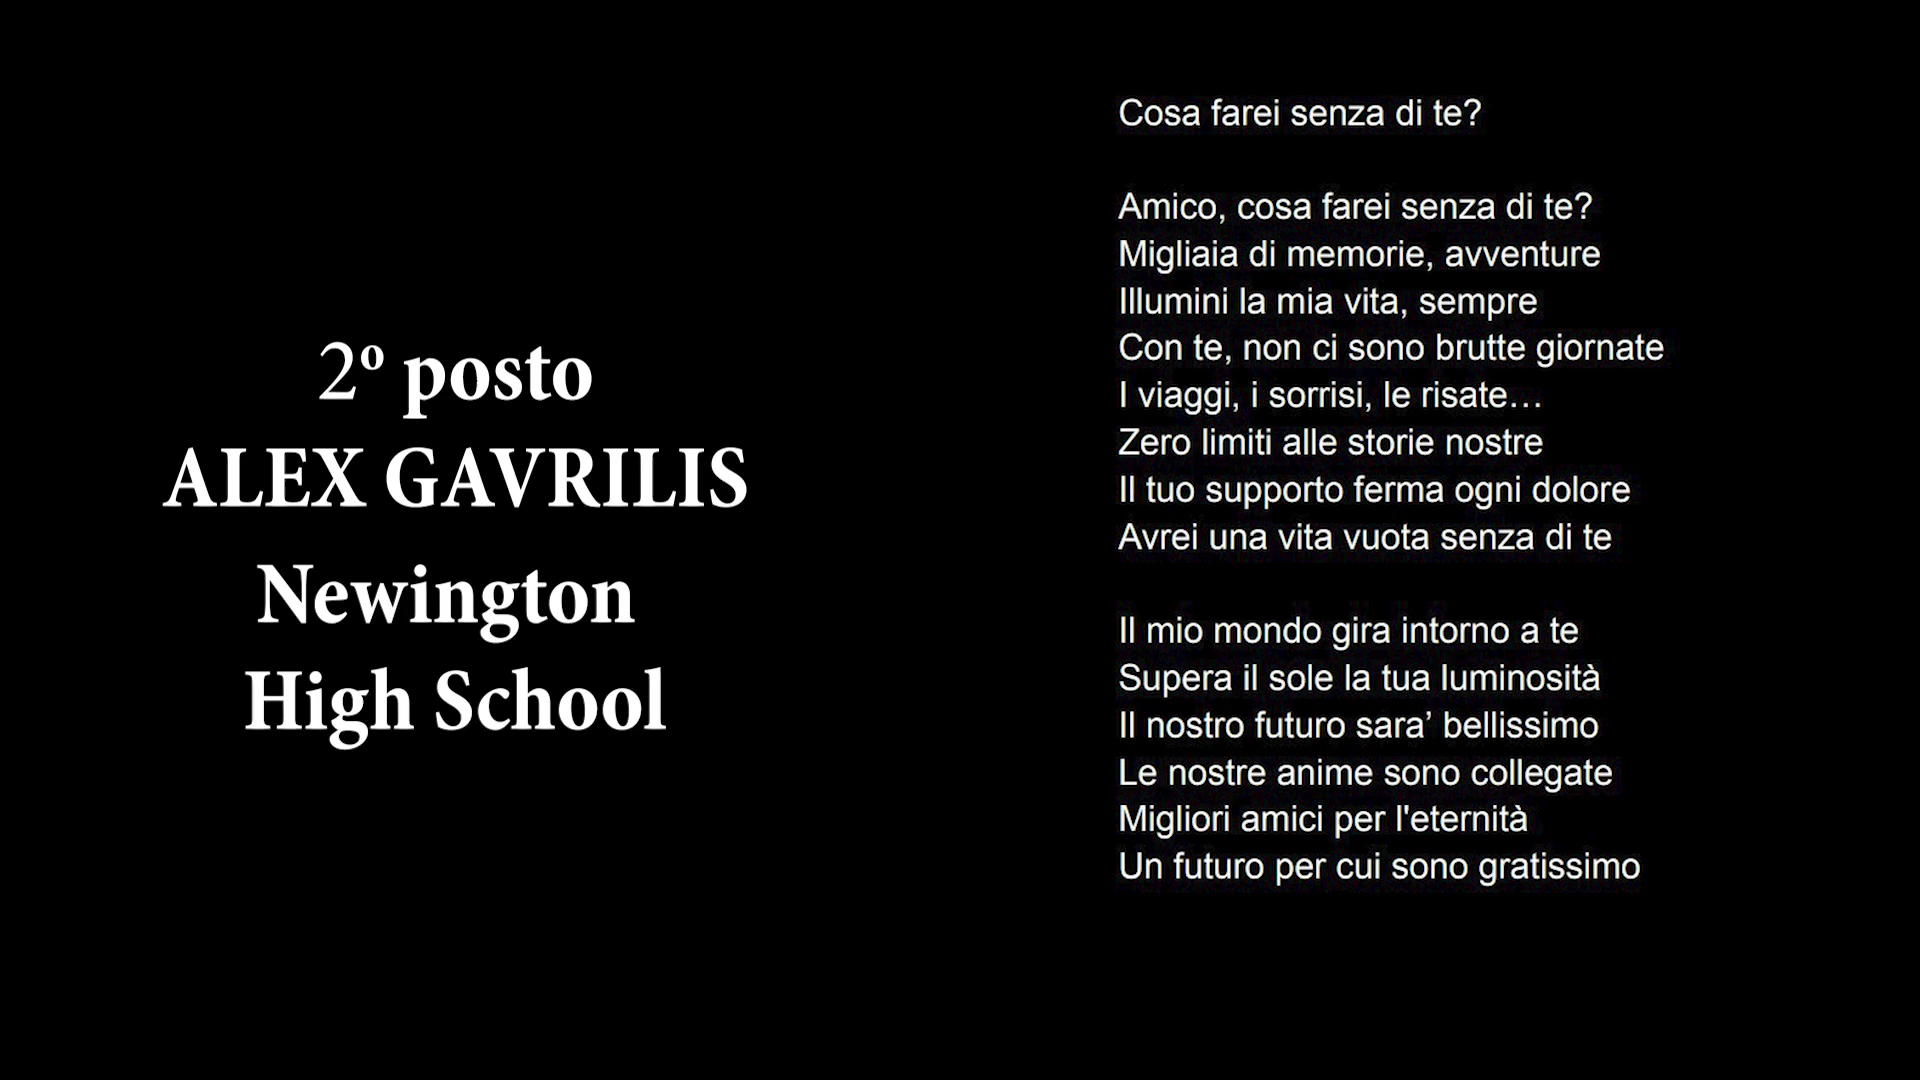 2º posto
ALEX GAVRILIS
Newington
High School
Cosa farei senza di te?
Amico, cosa farei senza di te?
Migliaia di memorie, avventure
Illumini la mia vita, sempre
Con te, non ci sono brutte giornate
I viaggi, i sorrisi, le risate…
Zero limiti alle storie nostre
Il tuo supporto ferma ogni dolore
Avrei una vita vuota senza di te
Il mio mondo gira intorno a te
Supera il sole la tua luminosità
Il nostro futuro sara’ bellissimo
Le nostre anime sono collegate
Migliori amici per l'eternità
Un futuro per cui sono gratissimo